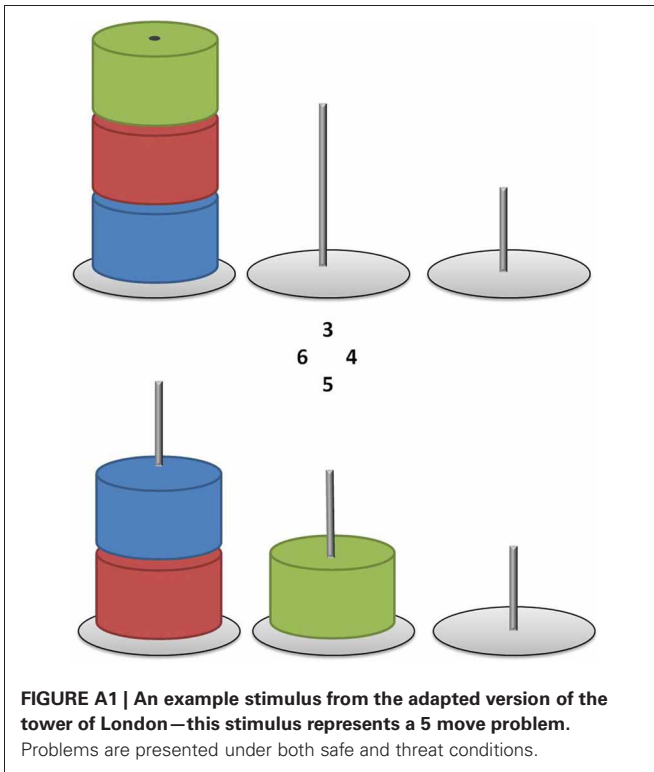 3
6 4
5
FIGURE A1 | An example stimulus from the adapted version of the
tower of London—this stimulus represents a 5 move problem.
Problems are presented under both safe and threat conditions.